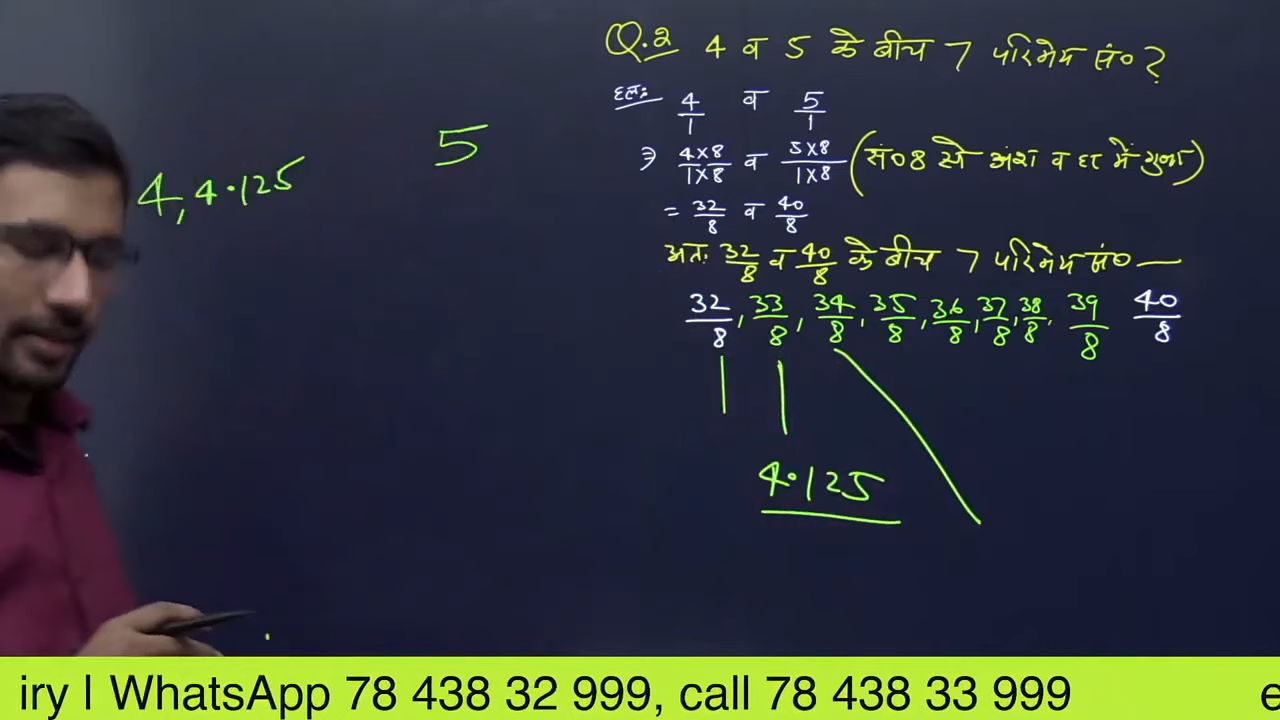 Q.2 4 व 5 के बीच 7 परिमेय सं० ?
हल:
4/1 व 5/1
⇒ 4×8/1×8 व 5×8/1×8 (सं० 8 से अंश व हर में गुणा)
= 32/8 व 40/8
अतः 32/8 व 40/8 के बीच 7 परिमेय सं० —
32/8, 33/8, 34/8, 35/8, 36/8, 37/8, 38/8, 39/8 40/8
4.125
4, 4.125 5
iry I WhatsApp 78 438 32 999, call 78 438 33 999 e